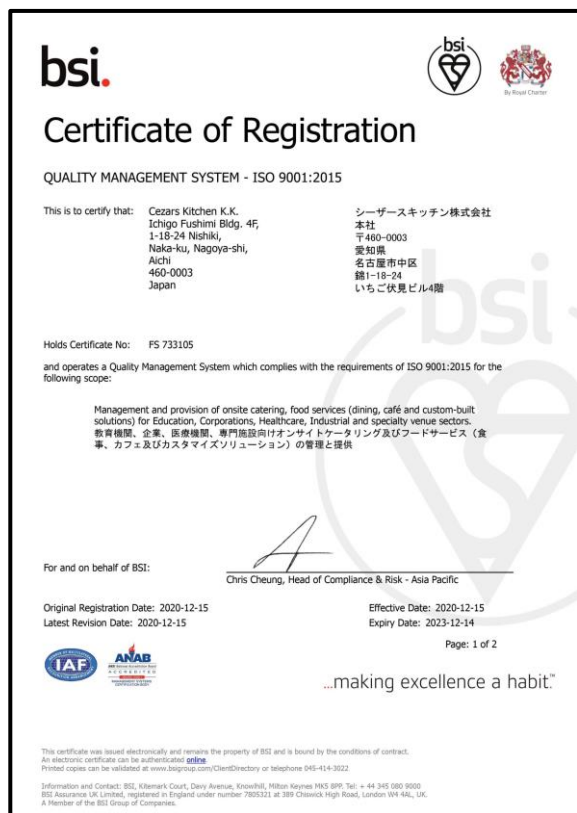 bsi.
bsi
By Royal Charter
Certificate of Registration
QUALITY MANAGEMENT SYSTEM - ISO 9001:2015
This is to certify that:
Cezars Kitchen K.K.
Ichigo Fushimi Bldg. 4F,
1-18-24 Nishiki,
Naka-ku, Nagoya-shi,
Aichi
460-0003
Japan
シーザースキッチン株式会社
本社
〒460-0003
愛知県
名古屋市中区
錦1-18-24
いちご伏見ビル4階
bsi
Holds Certificate No: FS 733105
and operates a Quality Management System which complies with the requirements of ISO 9001:2015 for the
following scope:
Management and provision of onsite catering, food services (dining, café and custom-built
solutions) for Education, Corporations, Healthcare, Industrial and specialty venue sectors.
教育機関、企業、医療機関、専門施設向けオンサイトケータリング及びフードサービス（食
事、カフェ及びカスタマイズソリューション）の管理と提供
For and on behalf of BSI:
Chris Cheung, Head of Compliance & Risk - Asia Pacific
Original Registration Date: 2020-12-15
Effective Date: 2020-12-15
Latest Revision Date: 2020-12-15
Expiry Date: 2023-12-14
Page: 1 of 2
IAF
ANAB
ACCREDITED
...making excellence a habit.™
This certificate was issued electronically and remains the property of BSI and is bound by the conditions of contract.
An electronic certificate can be authenticated online.
Printed copies can be validated at www.bsigroup.com/ClientDirectory or telephone 045-414-3022
Information and Contact: BSI, Kitemark Court, Davy Avenue, Knowlhill, Milton Keynes MK5 8PP. Tel: + 44 345 080 9000
BSI Assurance UK Limited, registered in England under number 7805321 at 389 Chiswick High Road, London W4 4AL, UK.
A Member of the BSI Group of Companies.